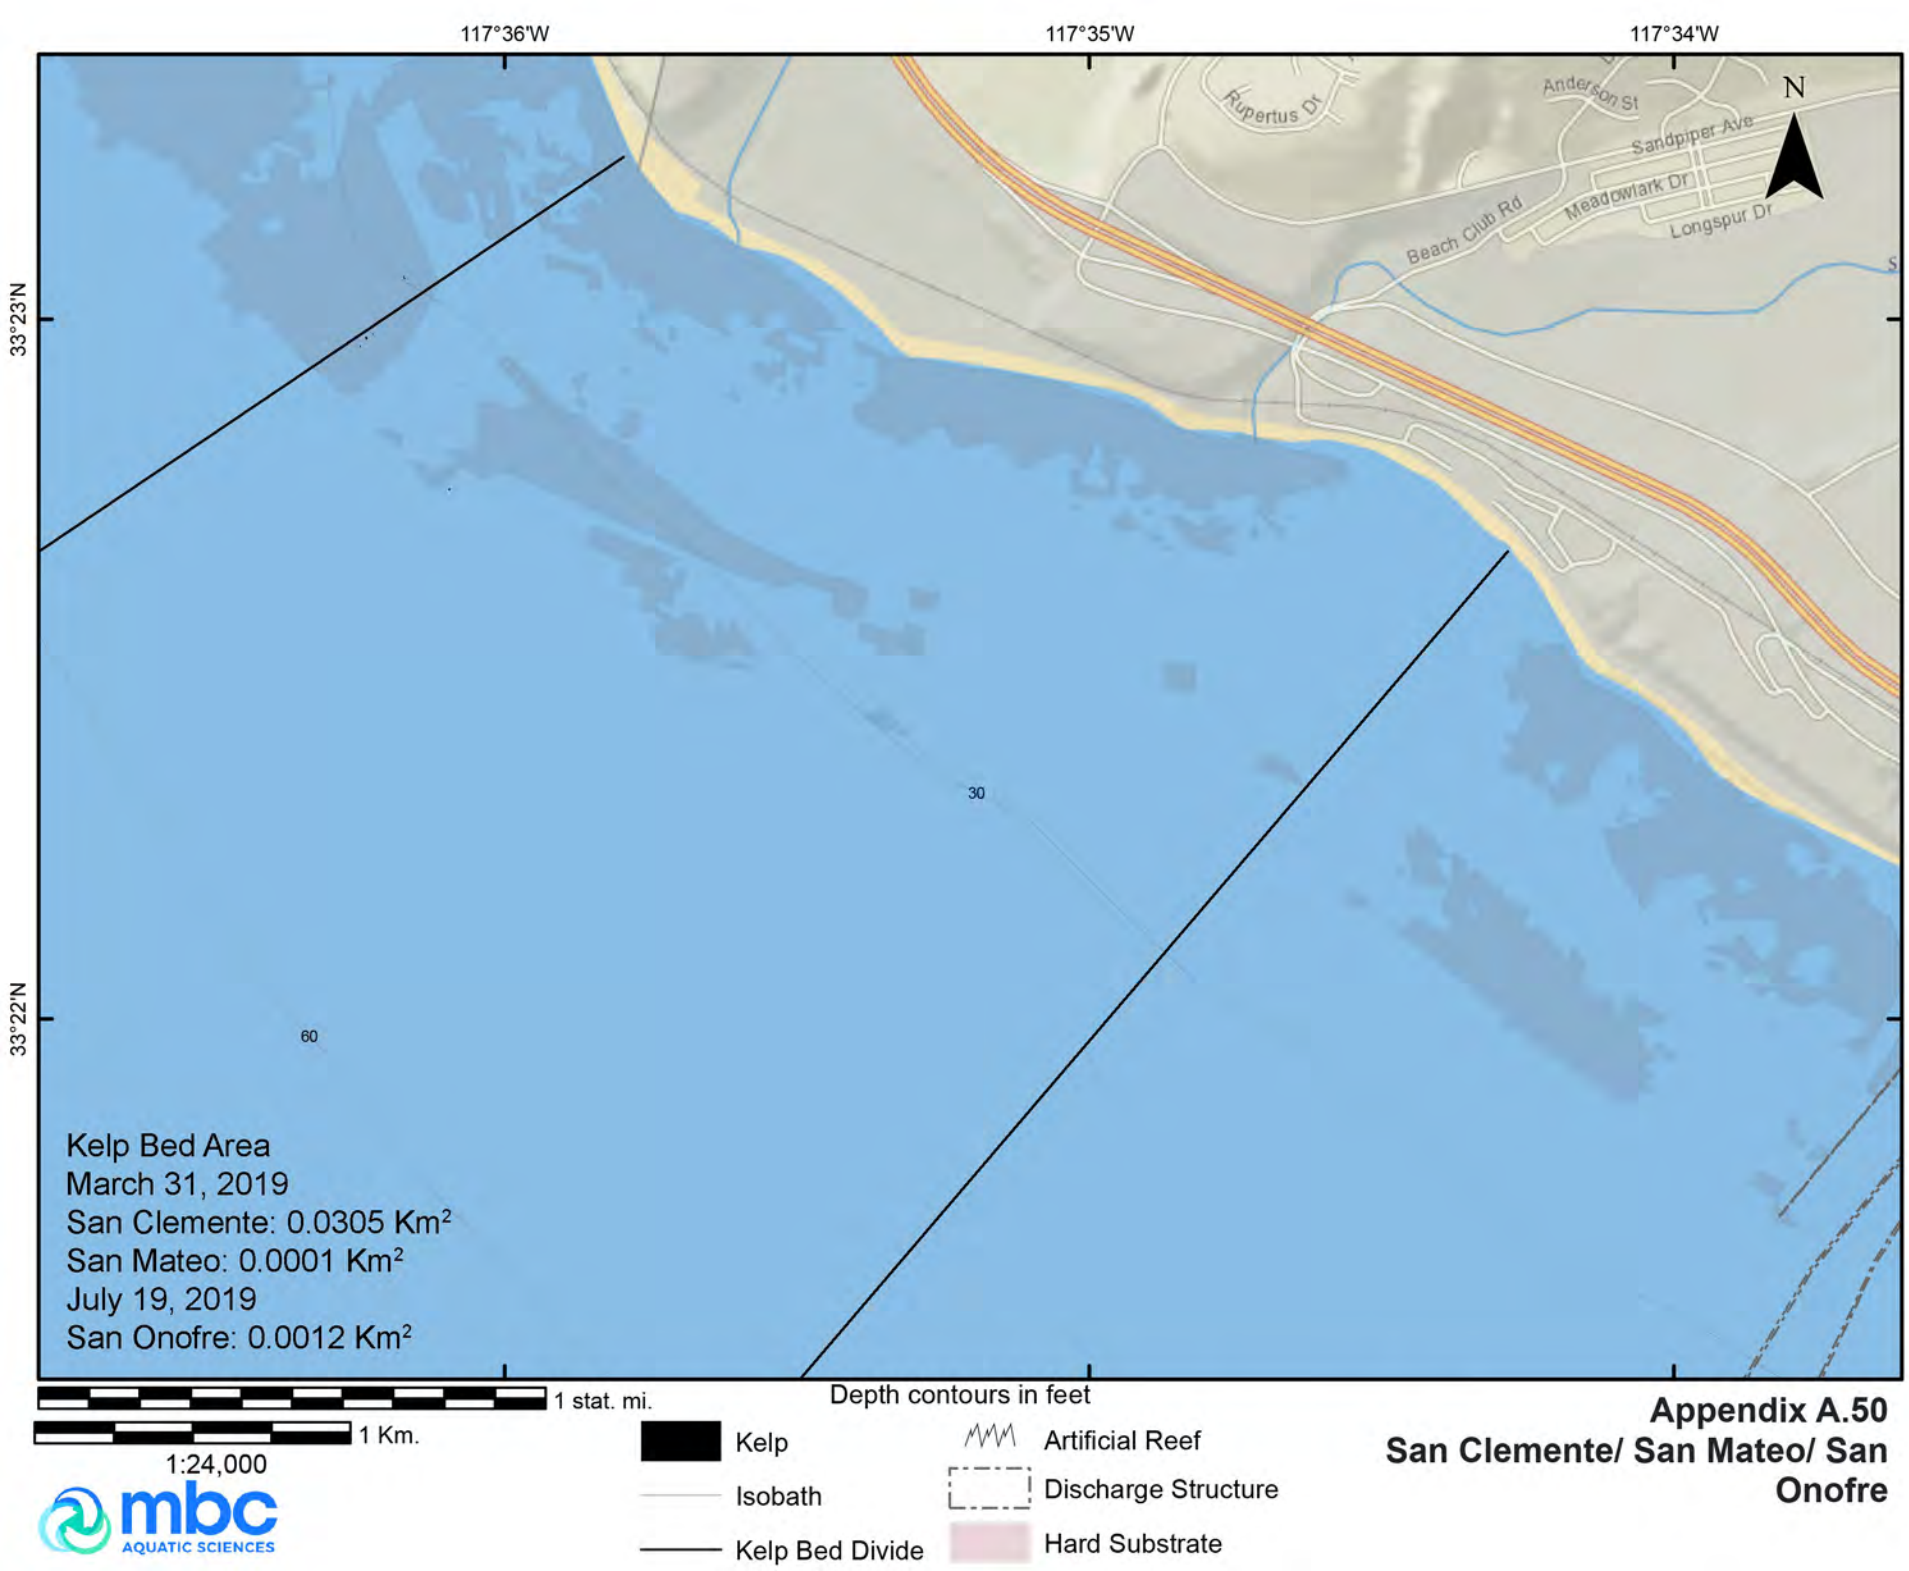 117°36'W
117°35'W
117°34'W
33°23'N
33°22'N
N
Rupertus Dr
Anderson St
Sandpiper Ave
Meadowlark Dr
Longspur Dr
Beach Club Rd
S
30
60
Kelp Bed Area
March 31, 2019
San Clemente: 0.0305 Km²
San Mateo: 0.0001 Km²
July 19, 2019
San Onofre: 0.0012 Km²
1 stat. mi.
1 Km.
1:24,000
mbc
AQUATIC SCIENCES
Depth contours in feet
Kelp
Isobath
Kelp Bed Divide
Artificial Reef
Discharge Structure
Hard Substrate
Appendix A.50
San Clemente/ San Mateo/ San
Onofre